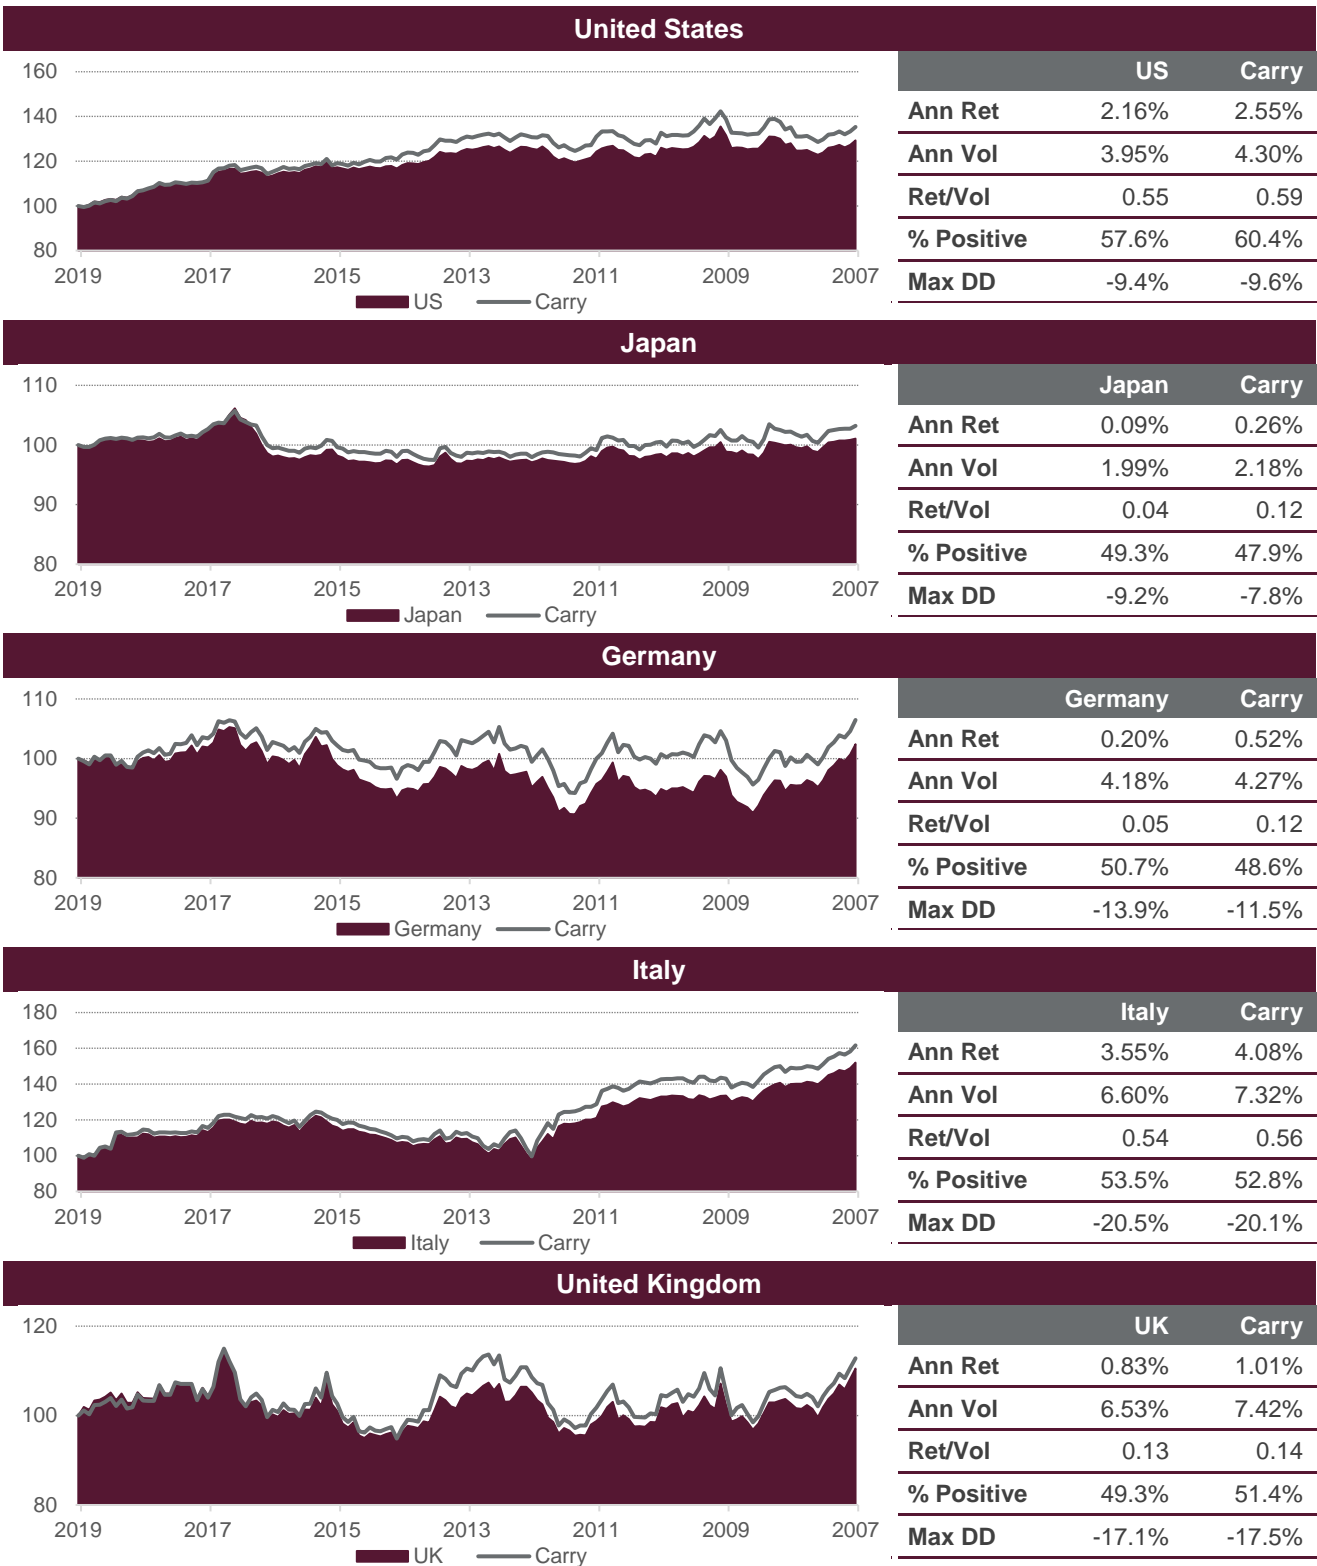 United States
160
140
120
100
80
2019 2017 2015 2013 2011 2009 2007
US Carry
US Carry
Ann Ret 2.16% 2.55%
Ann Vol 3.95% 4.30%
Ret/Vol 0.55 0.59
% Positive 57.6% 60.4%
Max DD -9.4% -9.6%
Japan
110
100
90
80
2019 2017 2015 2013 2011 2009 2007
Japan Carry
Japan Carry
Ann Ret 0.09% 0.26%
Ann Vol 1.99% 2.18%
Ret/Vol 0.04 0.12
% Positive 49.3% 47.9%
Max DD -9.2% -7.8%
Germany
110
100
90
80
2019 2017 2015 2013 2011 2009 2007
Germany Carry
Germany Carry
Ann Ret 0.20% 0.52%
Ann Vol 4.18% 4.27%
Ret/Vol 0.05 0.12
% Positive 50.7% 48.6%
Max DD -13.9% -11.5%
Italy
180
160
140
120
100
80
2019 2017 2015 2013 2011 2009 2007
Italy Carry
Italy Carry
Ann Ret 3.55% 4.08%
Ann Vol 6.60% 7.32%
Ret/Vol 0.54 0.56
% Positive 53.5% 52.8%
Max DD -20.5% -20.1%
United Kingdom
120
100
80
2019 2017 2015 2013 2011 2009 2007
UK Carry
UK Carry
Ann Ret 0.83% 1.01%
Ann Vol 6.53% 7.42%
Ret/Vol 0.13 0.14
% Positive 49.3% 51.4%
Max DD -17.1% -17.5%